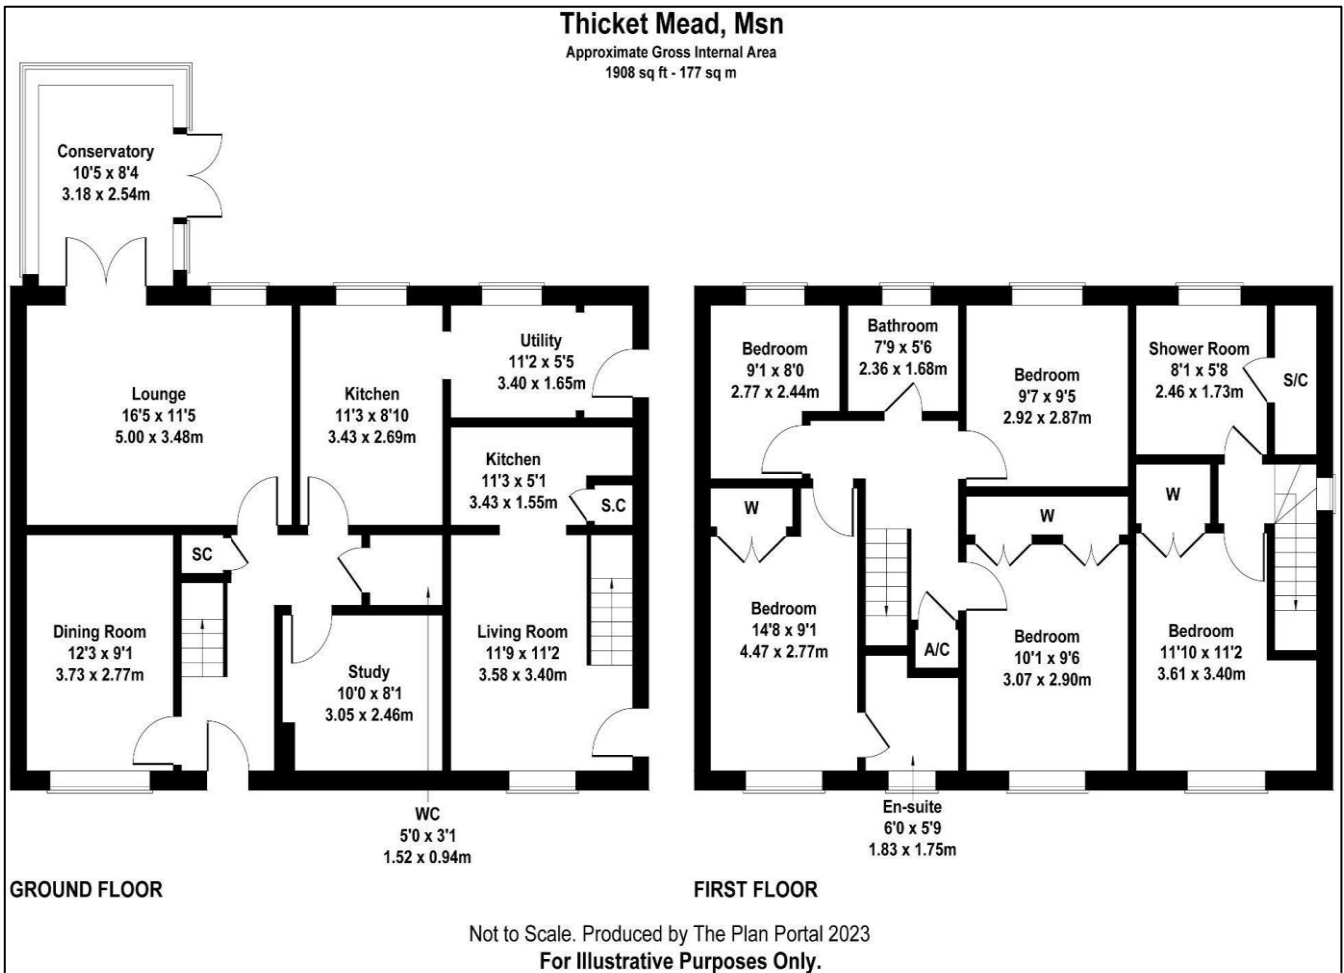 Thicket Mead, Msn
Approximate Gross Internal Area
1908 sq ft - 177 sq m
Conservatory
10'5 x 8'4
3.18 x 2.54m
Lounge
16'5 x 11'5
5.00 x 3.48m
Kitchen
11'3 x 8'10
3.43 x 2.69m
Utility
11'2 x 5'5
3.40 x 1.65m
Kitchen
11'3 x 5'1
3.43 x 1.55m
S.C
SC
Dining Room
12'3 x 9'1
3.73 x 2.77m
Study
10'0 x 8'1
3.05 x 2.46m
Living Room
11'9 x 11'2
3.58 x 3.40m
WC
5'0 x 3'1
1.52 x 0.94m
GROUND FLOOR
Bedroom
9'1 x 8'0
2.77 x 2.44m
Bathroom
7'9 x 5'6
2.36 x 1.68m
Bedroom
9'7 x 9'5
2.92 x 2.87m
Shower Room
8'1 x 5'8
2.46 x 1.73m
S/C
W
W
W
Bedroom
14'8 x 9'1
4.47 x 2.77m
A/C
Bedroom
10'1 x 9'6
3.07 x 2.90m
Bedroom
11'10 x 11'2
3.61 x 3.40m
En-suite
6'0 x 5'9
1.83 x 1.75m
FIRST FLOOR
Not to Scale. Produced by The Plan Portal 2023
For Illustrative Purposes Only.